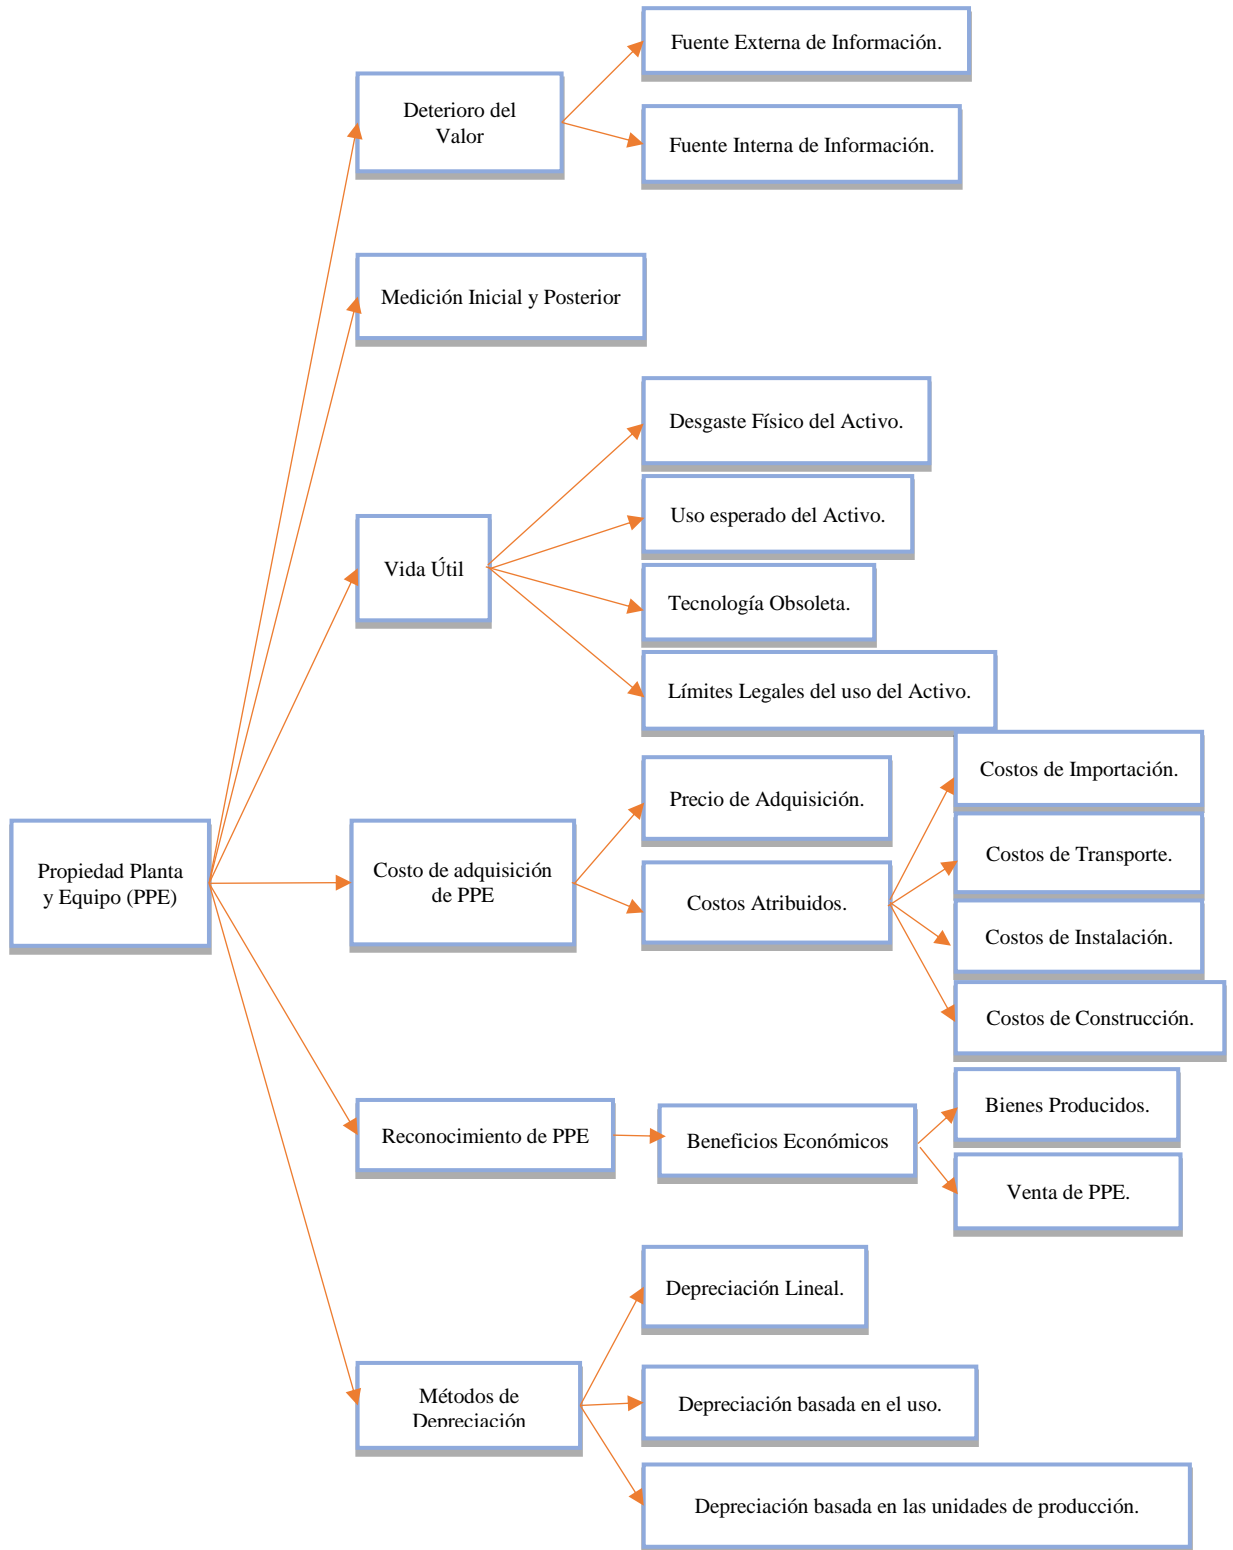 Fuente Externa de Información.
Deterioro del
Valor
Fuente Interna de Información.
Medición Inicial y Posterior
Desgaste Físico del Activo.
Uso esperado del Activo.
Vida Útil
Tecnología Obsoleta.
Límites Legales del uso del Activo.
Costos de Importación.
Precio de Adquisición.
Costos de Transporte.
Propiedad Planta
y Equipo (PPE)
Costo de adquisición
de PPE
Costos Atribuidos.
Costos de Instalación.
Costos de Construcción.
Bienes Producidos.
Reconocimiento de PPE
Beneficios Económicos
Venta de PPE.
Depreciación Lineal.
Métodos de
Depreciación
Depreciación basada en el uso.
Depreciación basada en las unidades de producción.